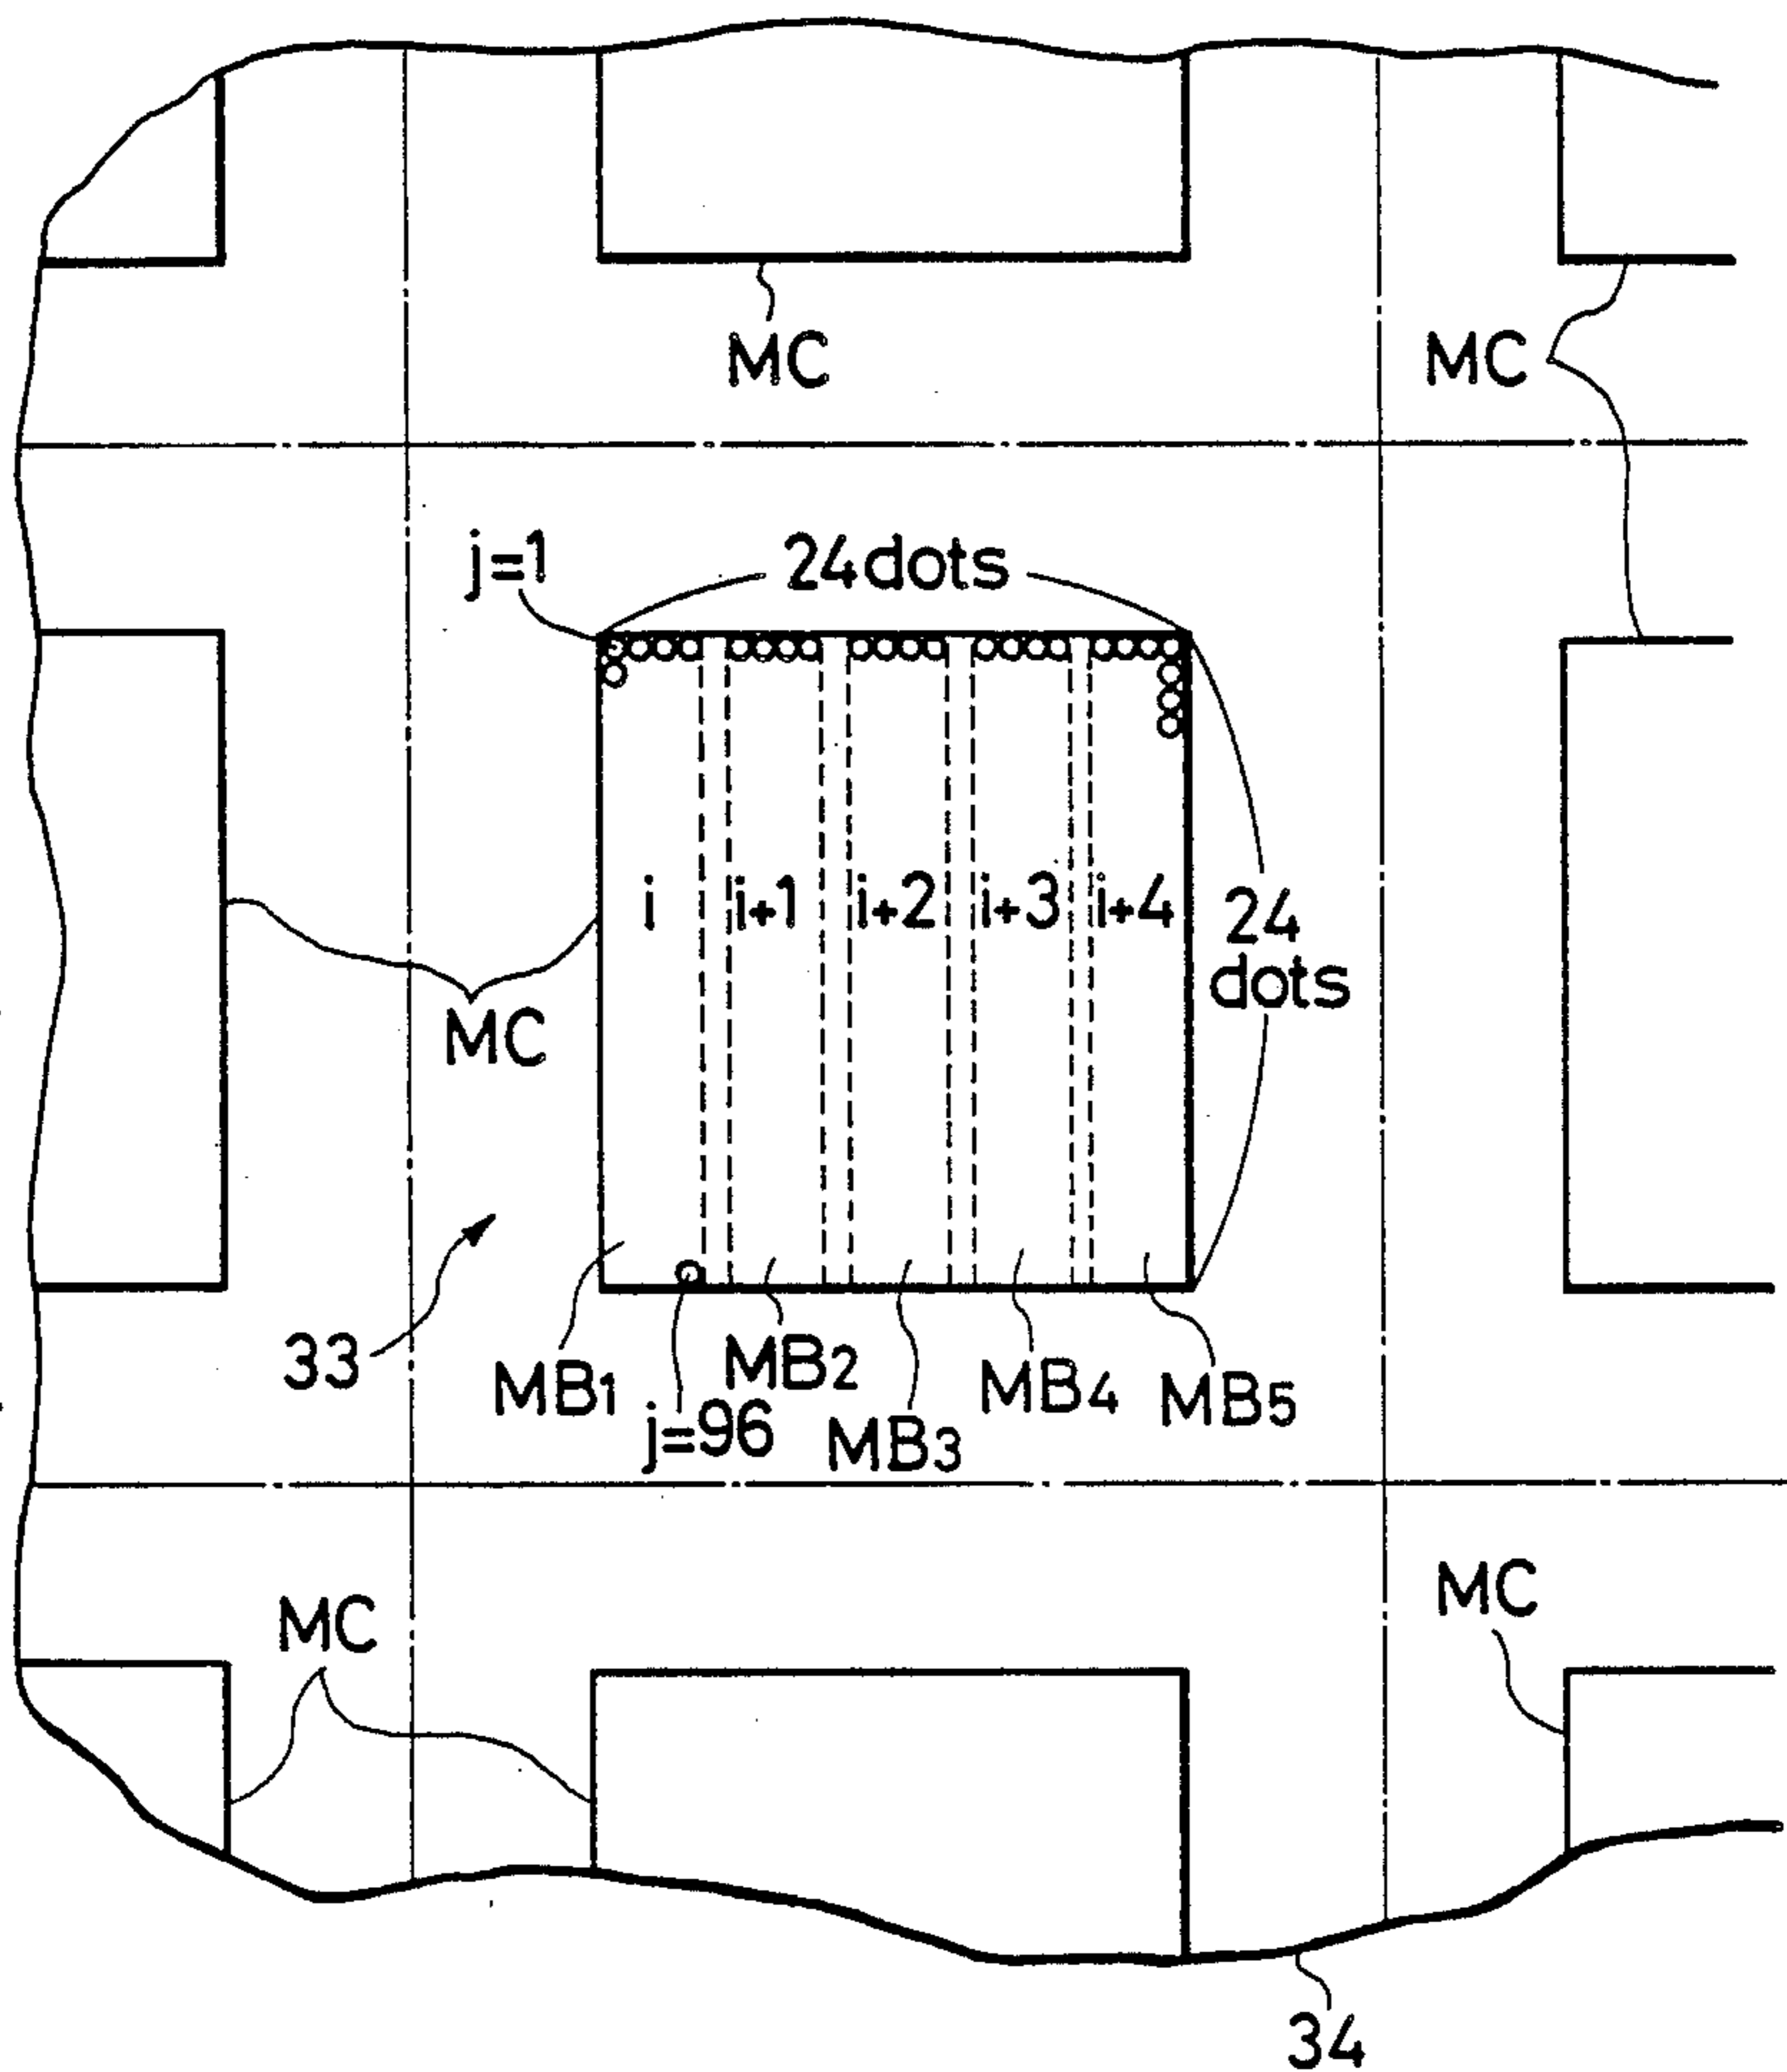 MC
MC
j=1
24dots
i
i+1
i+2
i+3
i+4
24
dots
MC
33
MB1
MB2
MB3
MB4
MB5
j=96
MC
MC
34